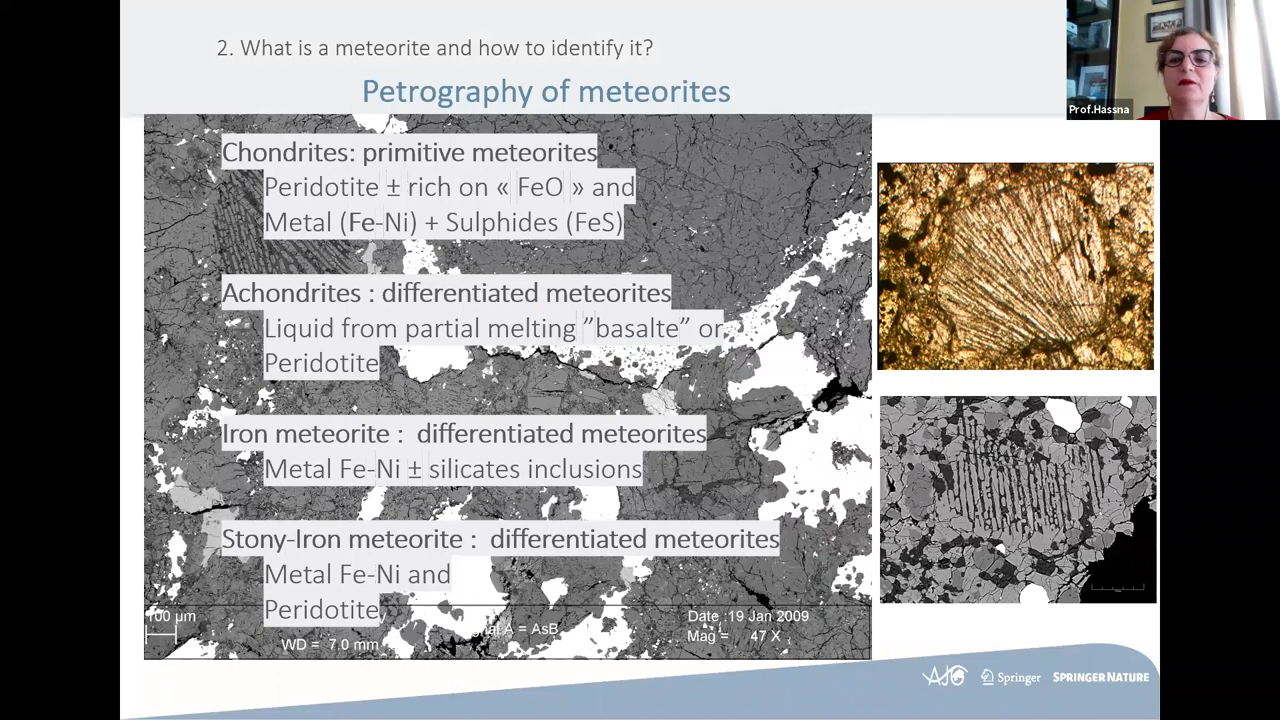 2. What is a meteorite and how to identify it?
Petrography of meteorites
Prof.Hassna
Chondrites: primitive meteorites
Peridotite ± rich on « FeO » and
Metal (Fe-Ni) + Sulphides (FeS)
Achondrites : differentiated meteorites
Liquid from partial melting ”basalte” or
Peridotite
Iron meteorite : differentiated meteorites
Metal Fe-Ni ± silicates inclusions
Stony-Iron meteorite : differentiated meteorites
Metal Fe-Ni and
Peridotite
100 µm
WD = 7.0 mm
A = AsB
Date :19 Jan 2009
Mag = 47 X
Springer
SPRINGER NATURE